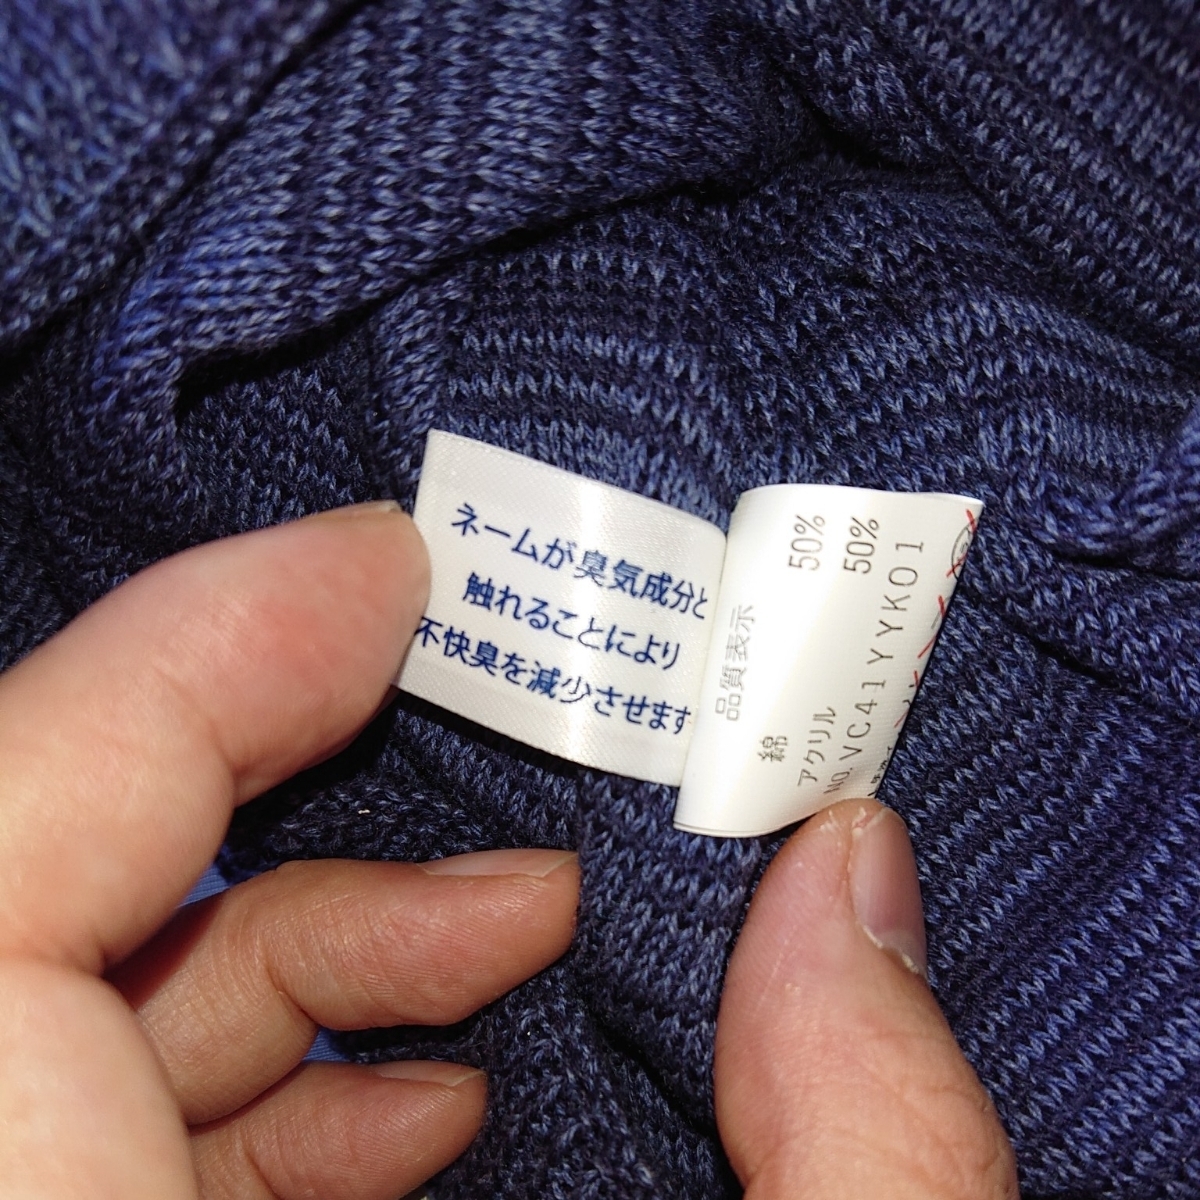 ネームが臭気成分と
触れることにより
不快臭を減少させます
品質表示
綿 50%
アクリル 50%
NO. VC41YYK01